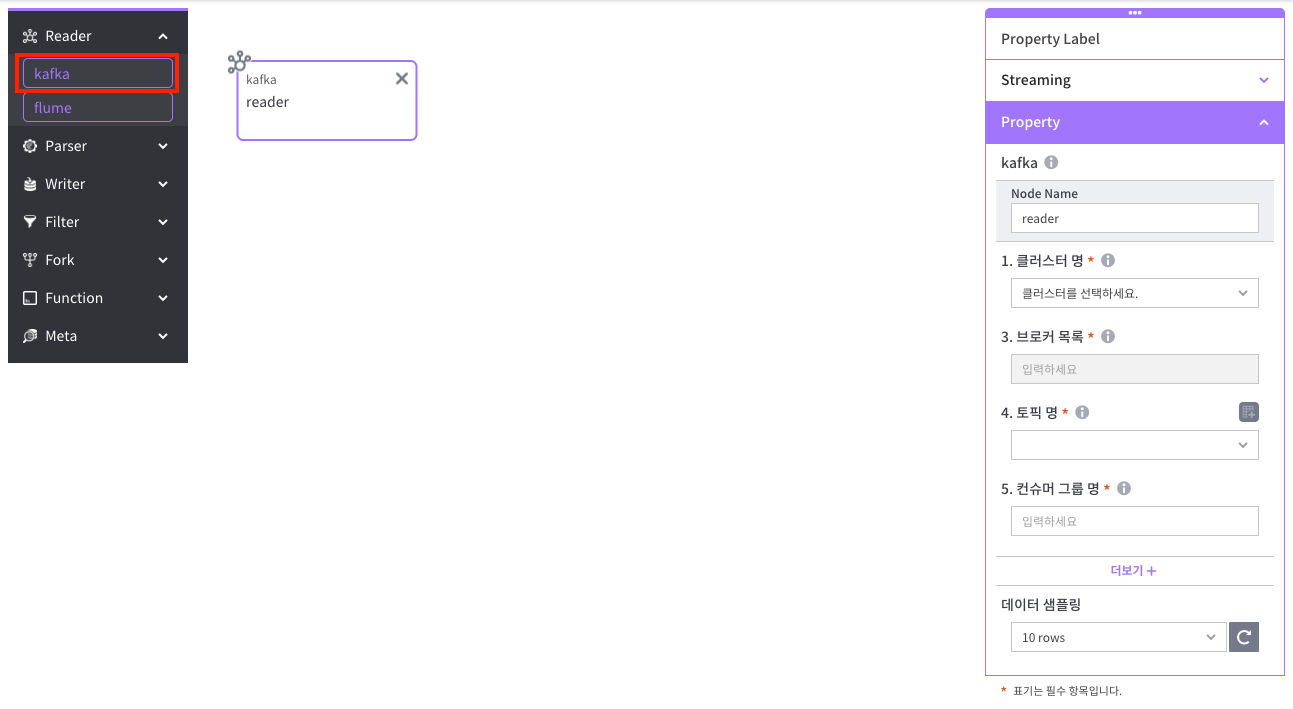 Reader
kafka
flume
Parser
Writer
Filter
Fork
Function
Meta
kafka
reader
Property Label
Streaming
Property
kafka
Node Name
reader
1. 클러스터 명 *
클러스터를 선택하세요.
3. 브로커 목록 *
입력하세요
4. 토픽 명 *
5. 컨슈머 그룹 명 *
입력하세요
더보기 +
데이터 샘플링
10 rows
* 표기는 필수 항목입니다.